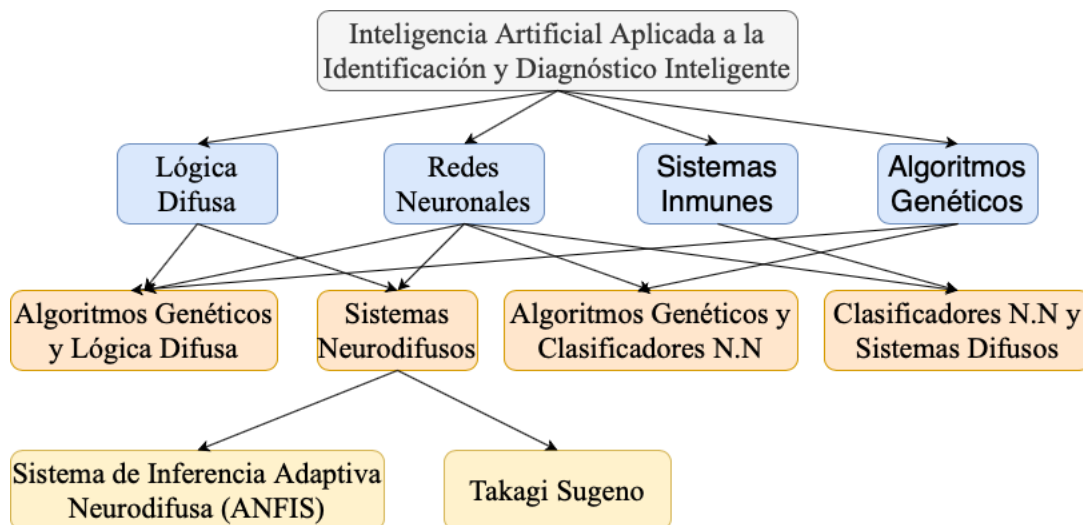 Inteligencia Artificial Aplicada a la
Identificación y Diagnóstico Inteligente
Lógica
Difusa
Redes
Neuronales
Sistemas
Inmunes
Algoritmos
Genéticos
Algoritmos Genéticos
y Lógica Difusa
Sistemas
Neurodifusos
Algoritmos Genéticos y
Clasificadores N.N
Clasificadores N.N y
Sistemas Difusos
Sistema de Inferencia Adaptiva
Neurodifusa (ANFIS)
Takagi Sugeno